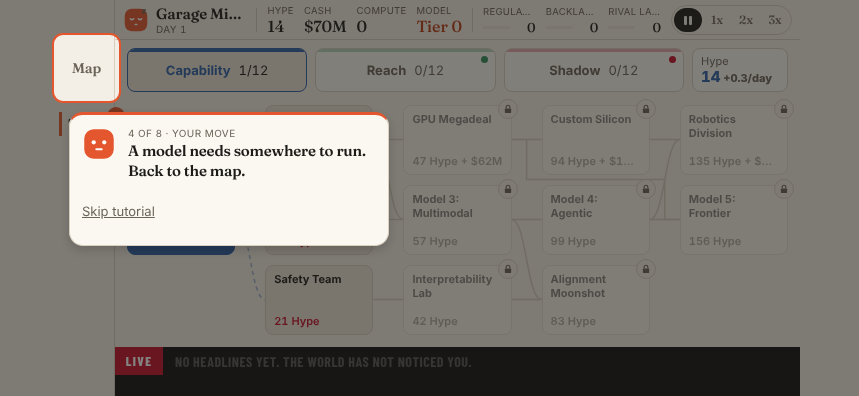 Garage Mi...
DAY 1
HYPE
14
CASH
$70M
COMPUTE
0
MODEL
Tier 0
REGULA...
0
BACKLA...
0
RIVAL LA...
0
1x
2x
3x
Map
Capability 1/12
Reach 0/12
Shadow 0/12
Hype
14 +0.3/day
4 OF 8 · YOUR MOVE
A model needs somewhere to run.
Back to the map.
Skip tutorial
GPU Megadeal
47 Hype + $62M
Custom Silicon
94 Hype + $1...
Robotics
Division
135 Hype + $...
Model 3:
Multimodal
57 Hype
Model 4:
Agentic
99 Hype
Model 5:
Frontier
156 Hype
Safety Team
21 Hype
Interpretability
Lab
42 Hype
Alignment
Moonshot
83 Hype
LIVE
NO HEADLINES YET. THE WORLD HAS NOT NOTICED YOU.